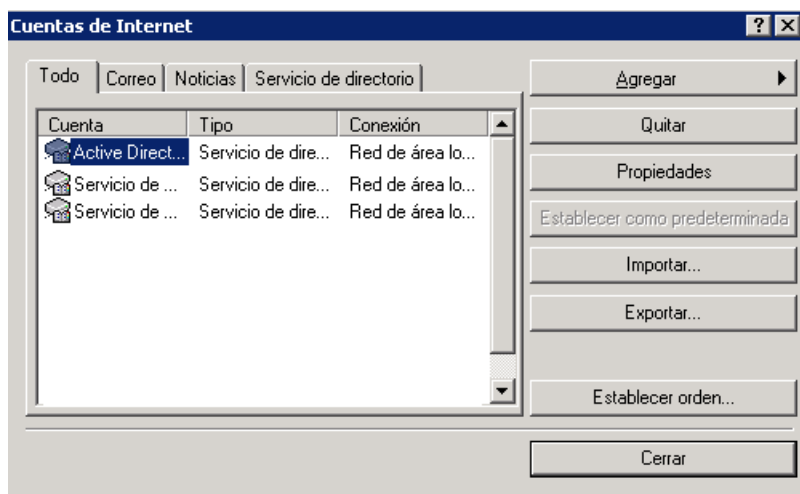 Cuentas de Internet
Todo Correo Noticias Servicio de directorio
Cuenta Tipo Conexión
Active Direct... Servicio de dire... Red de área lo...
Servicio de ... Servicio de dire... Red de área lo...
Servicio de ... Servicio de dire... Red de área lo...
Agregar
Quitar
Propiedades
Establecer como predeterminada
Importar...
Exportar...
Establecer orden...
Cerrar